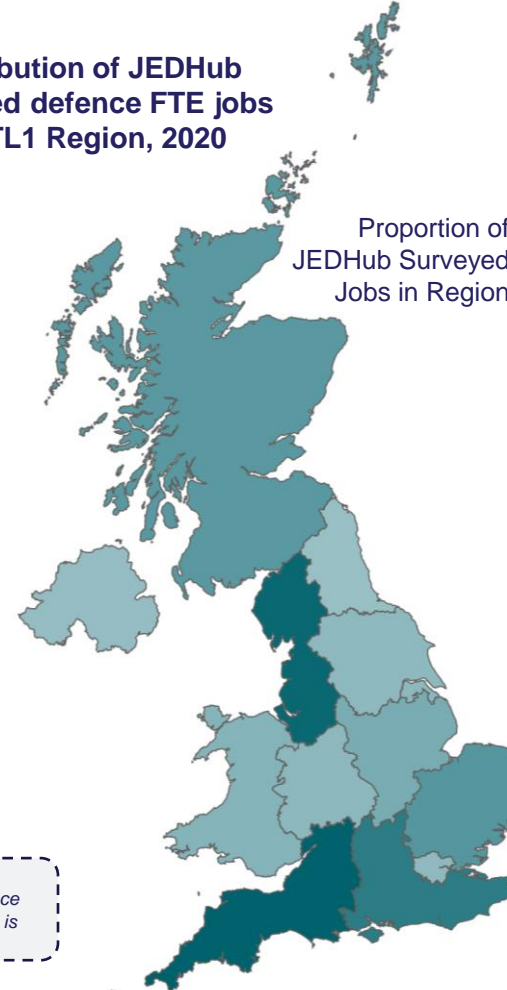 bution of JEDHub
ed defence FTE jobs
TL1 Region, 2020
Proportion of
JEDHub Surveyed
Jobs in Region
ce
is